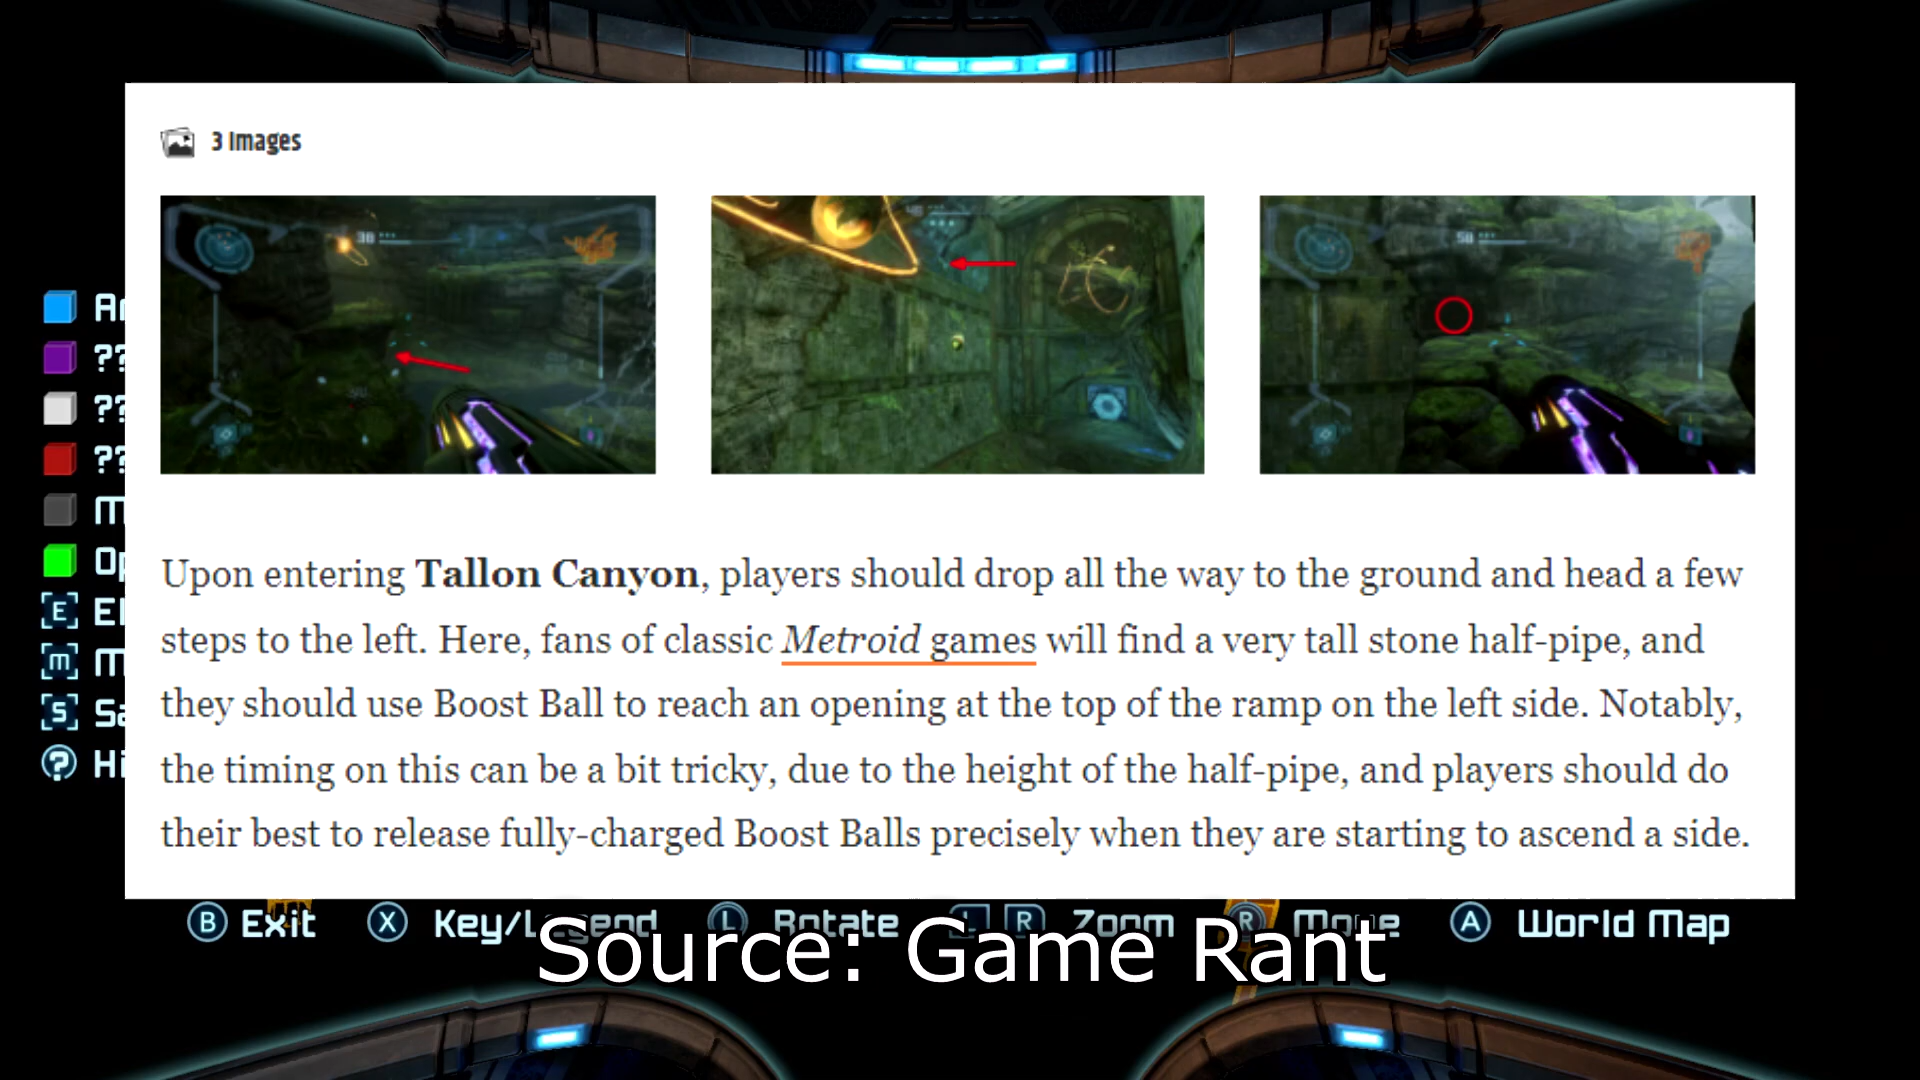 3 Images
38
50
Upon entering Tallon Canyon, players should drop all the way to the ground and head a few
steps to the left. Here, fans of classic Metroid games will find a very tall stone half-pipe, and
they should use Boost Ball to reach an opening at the top of the ramp on the left side. Notably,
the timing on this can be a bit tricky, due to the height of the half-pipe, and players should do
their best to release fully-charged Boost Balls precisely when they are starting to ascend a side.
??
??
??
[E]
[m]
[S]
?
B Exit X Key/Legend L Rotate L R Zoom R Move A World Map
Source: Game Rant